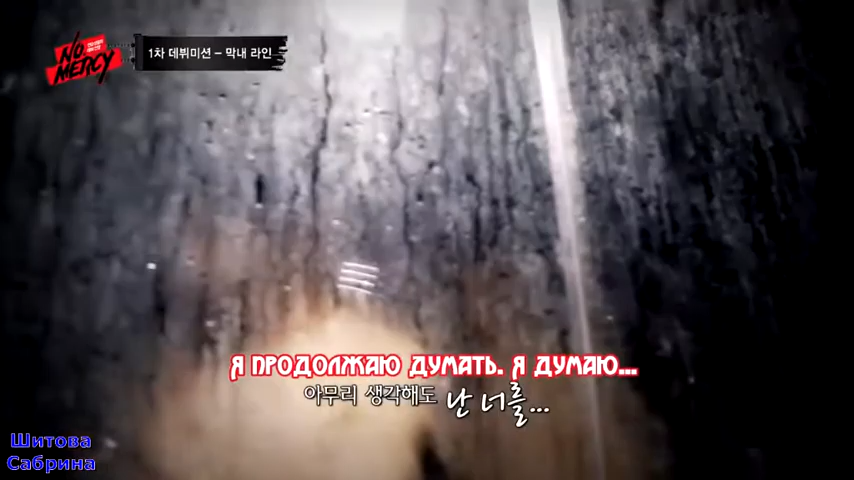 NO
MERCY
1차 데뷔미션 – 막내 라인
Я ПРОДОЛЖАЮ ДУМАТЬ. Я ДУМАЮ...
아무리 생각해도 난 너를...
Шитова
Сабрина